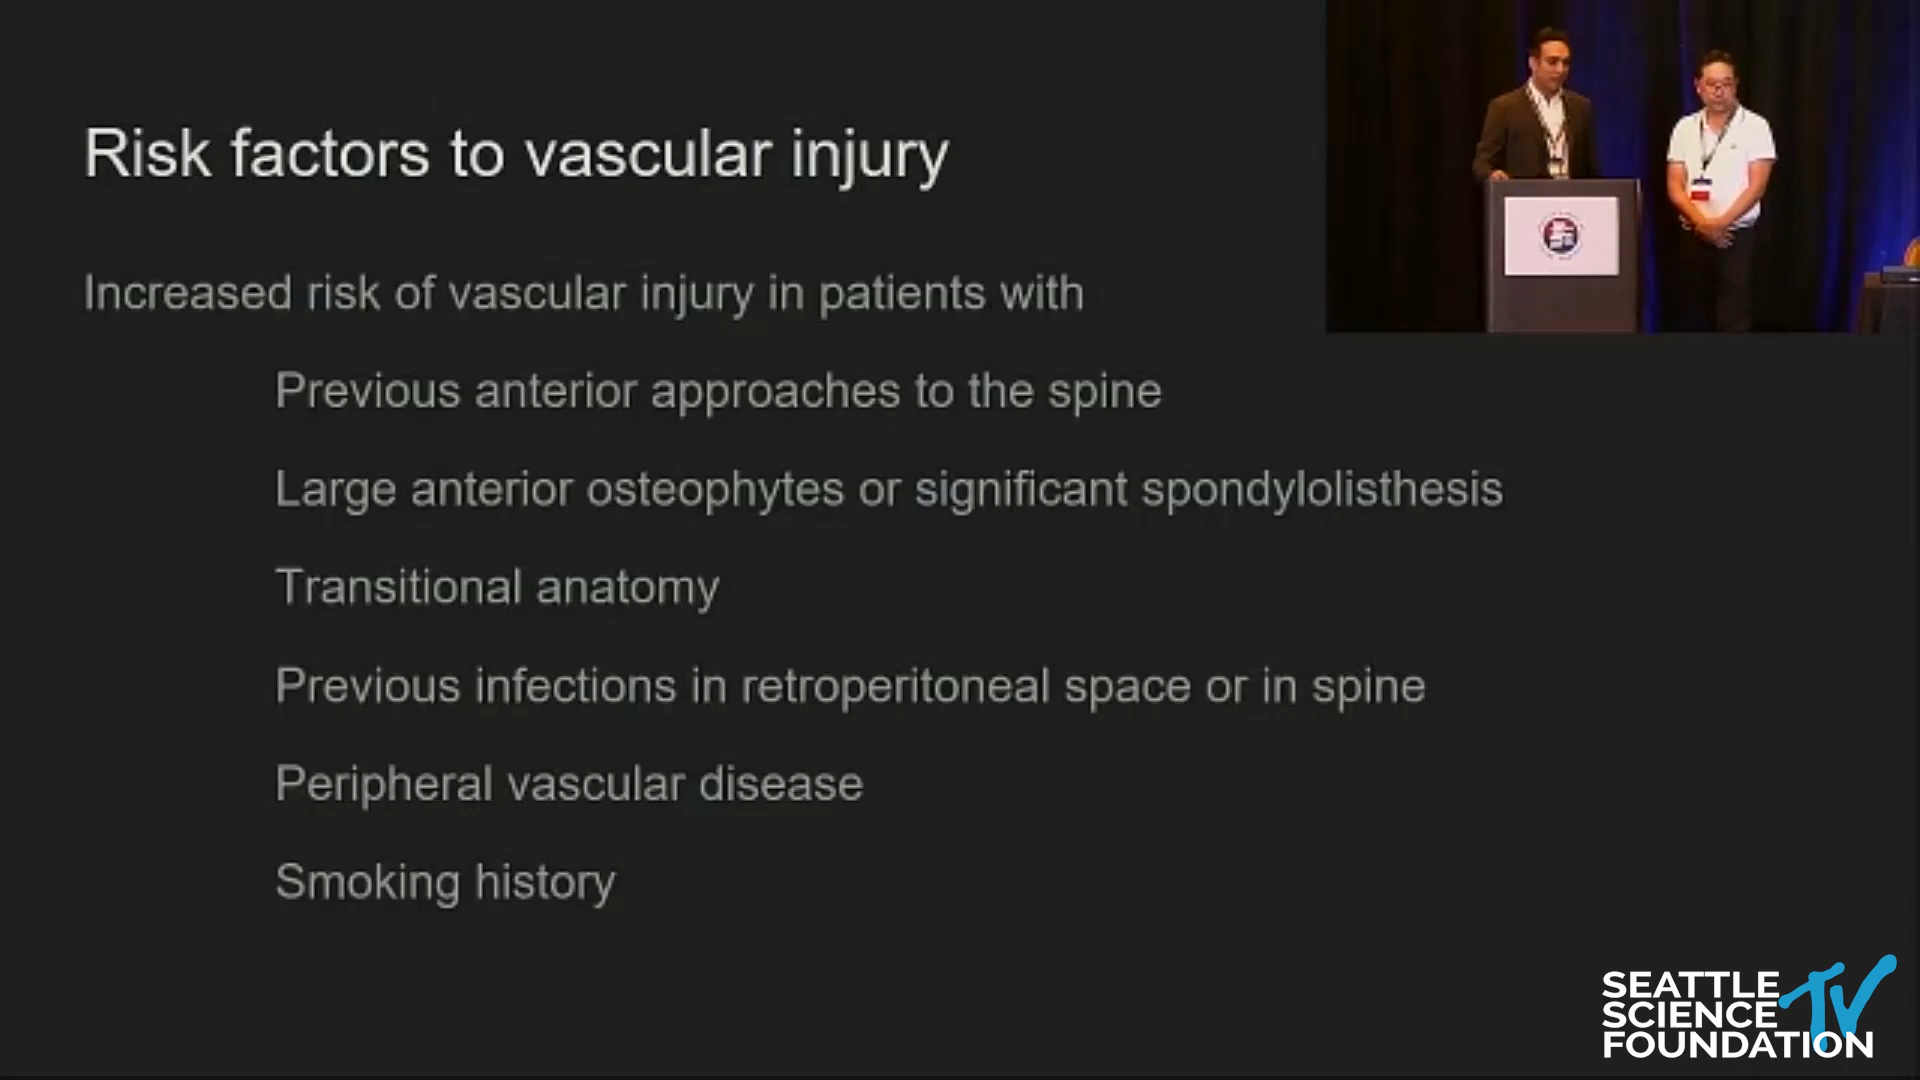 Risk factors to vascular injury
Increased risk of vascular injury in patients with
Previous anterior approaches to the spine
Large anterior osteophytes or significant spondylolisthesis
Transitional anatomy
Previous infections in retroperitoneal space or in spine
Peripheral vascular disease
Smoking history
SEATTLE
SCIENCE
FOUNDATION
TV